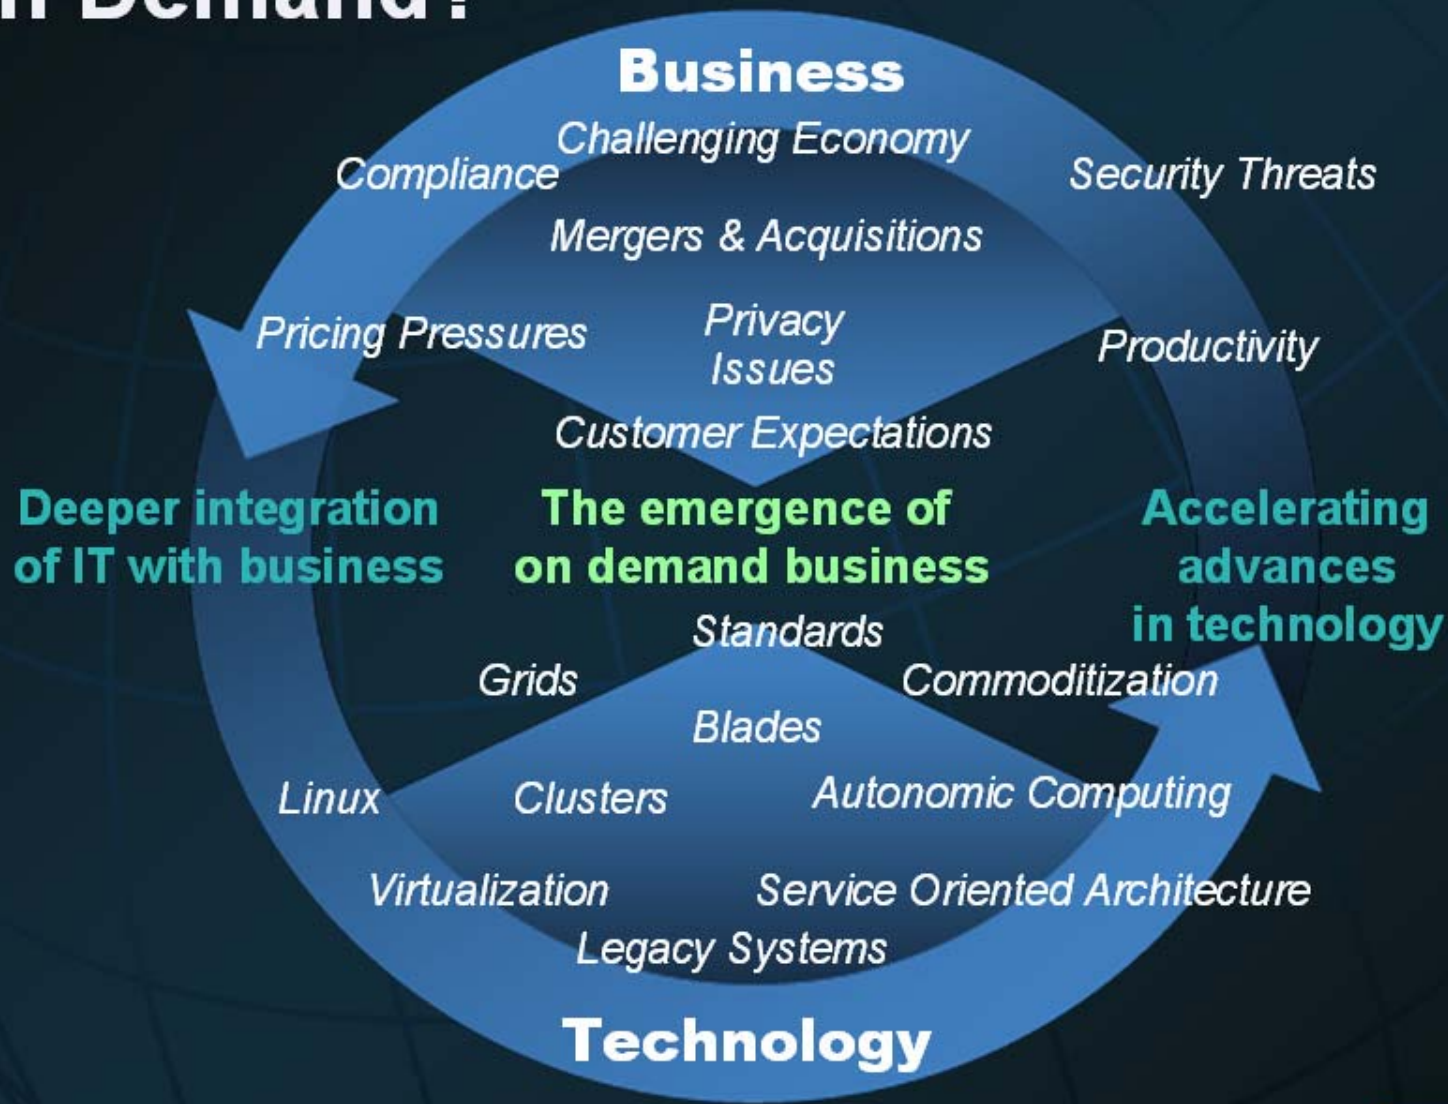 n Demand?
Business
Challenging Economy
Compliance
Security Threats
Mergers & Acquisitions
Pricing Pressures
Privacy
Issues
Productivity
Customer Expectations
Deeper integration
of IT with business
The emergence of
on demand business
Accelerating
advances
in technology
Standards
Grids
Commoditization
Blades
Linux
Clusters
Autonomic Computing
Virtualization
Service Oriented Architecture
Legacy Systems
Technology